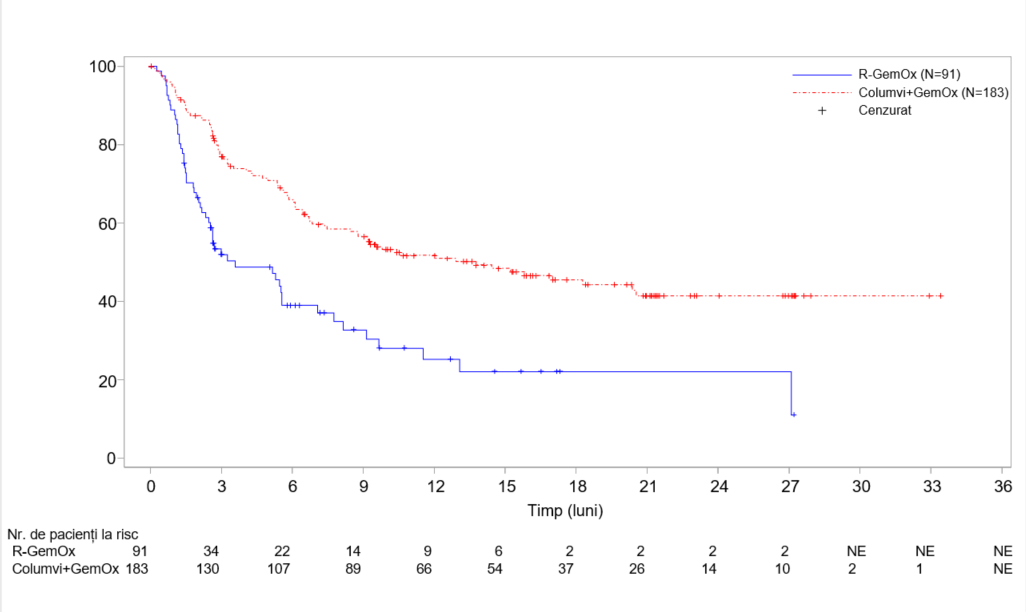 R-GemOx (N=91)
Columvi+GemOx (N=183)
Cenzurat
100
80
60
40
20
0
0 3 6 9 12 15 18 21 24 27 30 33 36
Timp (luni)
Nr. de pacienți la risc
R-GemOx 91 34 22 14 9 6 2 2 2 2 NE NE NE
Columvi+GemOx 183 130 107 89 66 54 37 26 14 10 2 1 NE